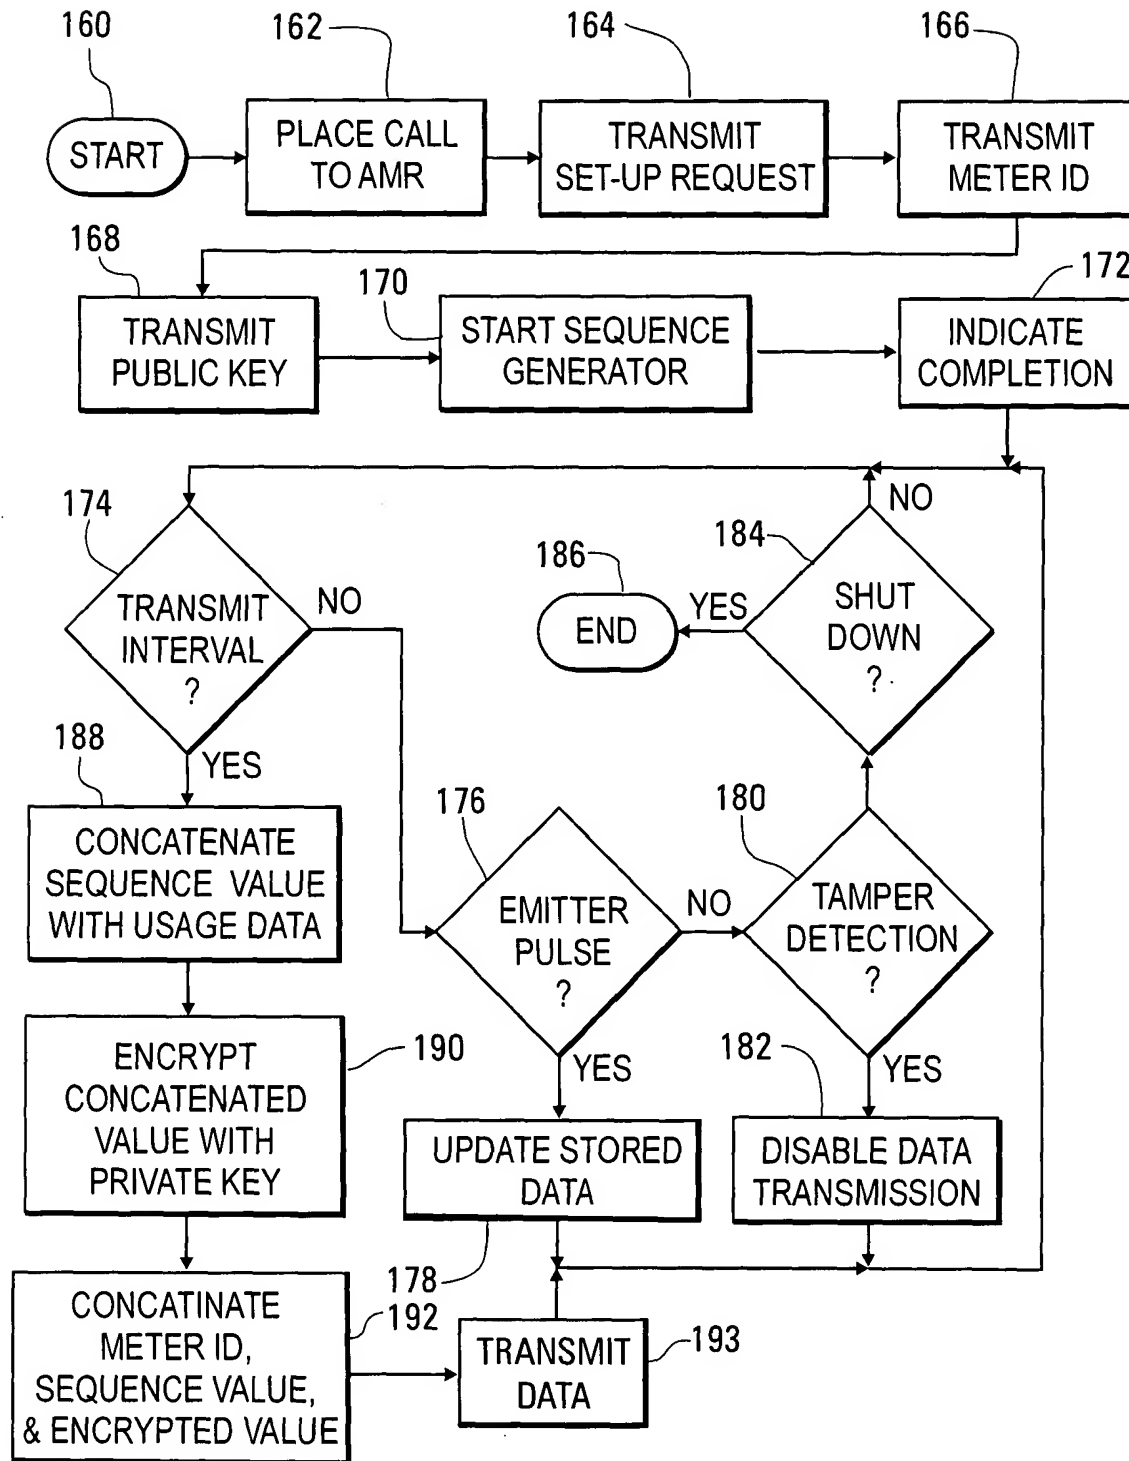 160
162
164
166
START
PLACE CALL
TO AMR
TRANSMIT
SET-UP REQUEST
TRANSMIT
METER ID
168
170
172
TRANSMIT
PUBLIC KEY
START SEQUENCE
GENERATOR
INDICATE
COMPLETION
174
TRANSMIT
INTERVAL
?
NO
YES
186
END
YES
184
NO
SHUT
DOWN
?
188
CONCATENATE
SEQUENCE VALUE
WITH USAGE DATA
176
EMITTER
PULSE
?
NO
YES
180
TAMPER
DETECTION
?
YES
190
ENCRYPT
CONCATENATED
VALUE WITH
PRIVATE KEY
UPDATE STORED
DATA
178
182
DISABLE DATA
TRANSMISSION
192
CONCATINATE
METER ID,
SEQUENCE VALUE,
& ENCRYPTED VALUE
TRANSMIT
DATA
193